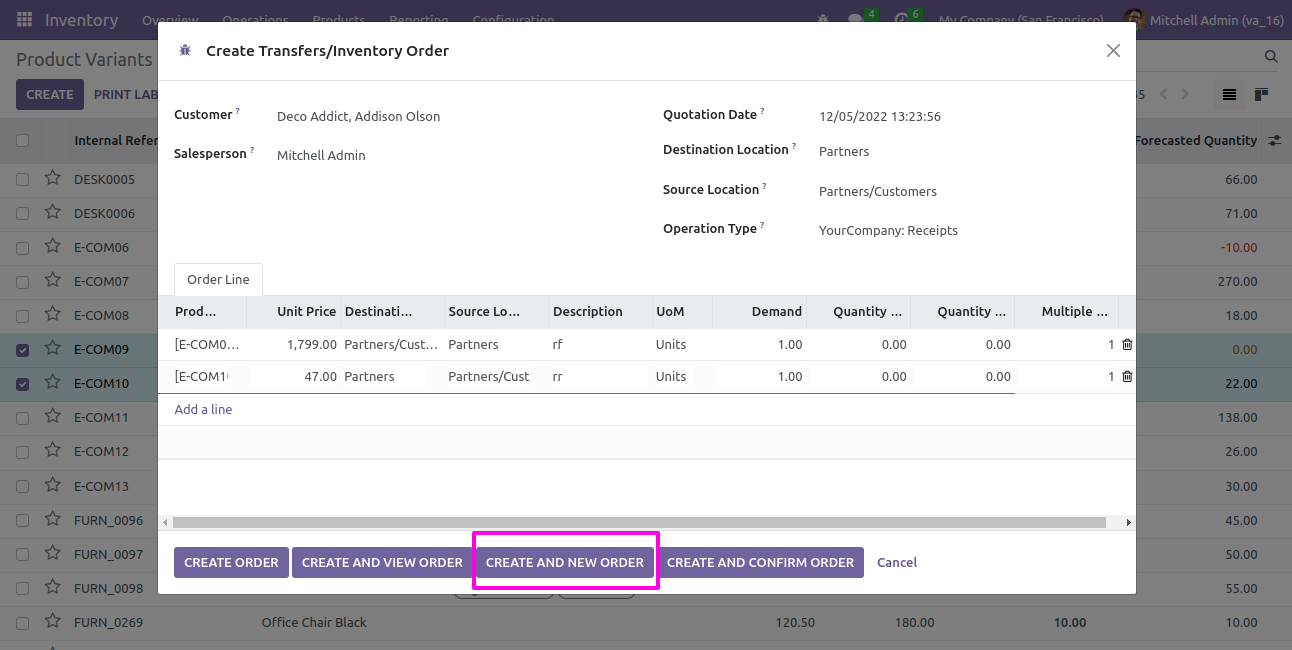 Inventory Overview Operations Products Reporting Configuration 4 6 My Company (San Francisco) Mitchell Admin (va_16)
Product Variants
CREATE PRINT LAB
Create Transfers/Inventory Order
Customer ? Deco Addict, Addison Olson
Salesperson ? Mitchell Admin
Quotation Date ? 12/05/2022 13:23:56
Destination Location ? Partners
Source Location ? Partners/Customers
Operation Type ? YourCompany: Receipts
Order Line
Prod... Unit Price Destinati... Source Lo... Description UoM Demand Quantity ... Quantity ... Multiple ...
[E-COM0... 1,799.00 Partners/Cust... Partners rf Units 1.00 0.00 0.00 1
[E-COM1 47.00 Partners Partners/Cust rr Units 1.00 0.00 0.00 1
Add a line
CREATE ORDER CREATE AND VIEW ORDER CREATE AND NEW ORDER CREATE AND CONFIRM ORDER Cancel
Internal Refer Forecasted Quantity
DESK0005 66.00
DESK0006 71.00
E-COM06 -10.00
E-COM07 270.00
E-COM08 18.00
E-COM09 0.00
E-COM10 22.00
E-COM11 138.00
E-COM12 26.00
E-COM13 30.00
FURN_0096 45.00
FURN_0097 50.00
FURN_0098 55.00
FURN_0269 Office Chair Black 120.50 180.00 10.00 10.00